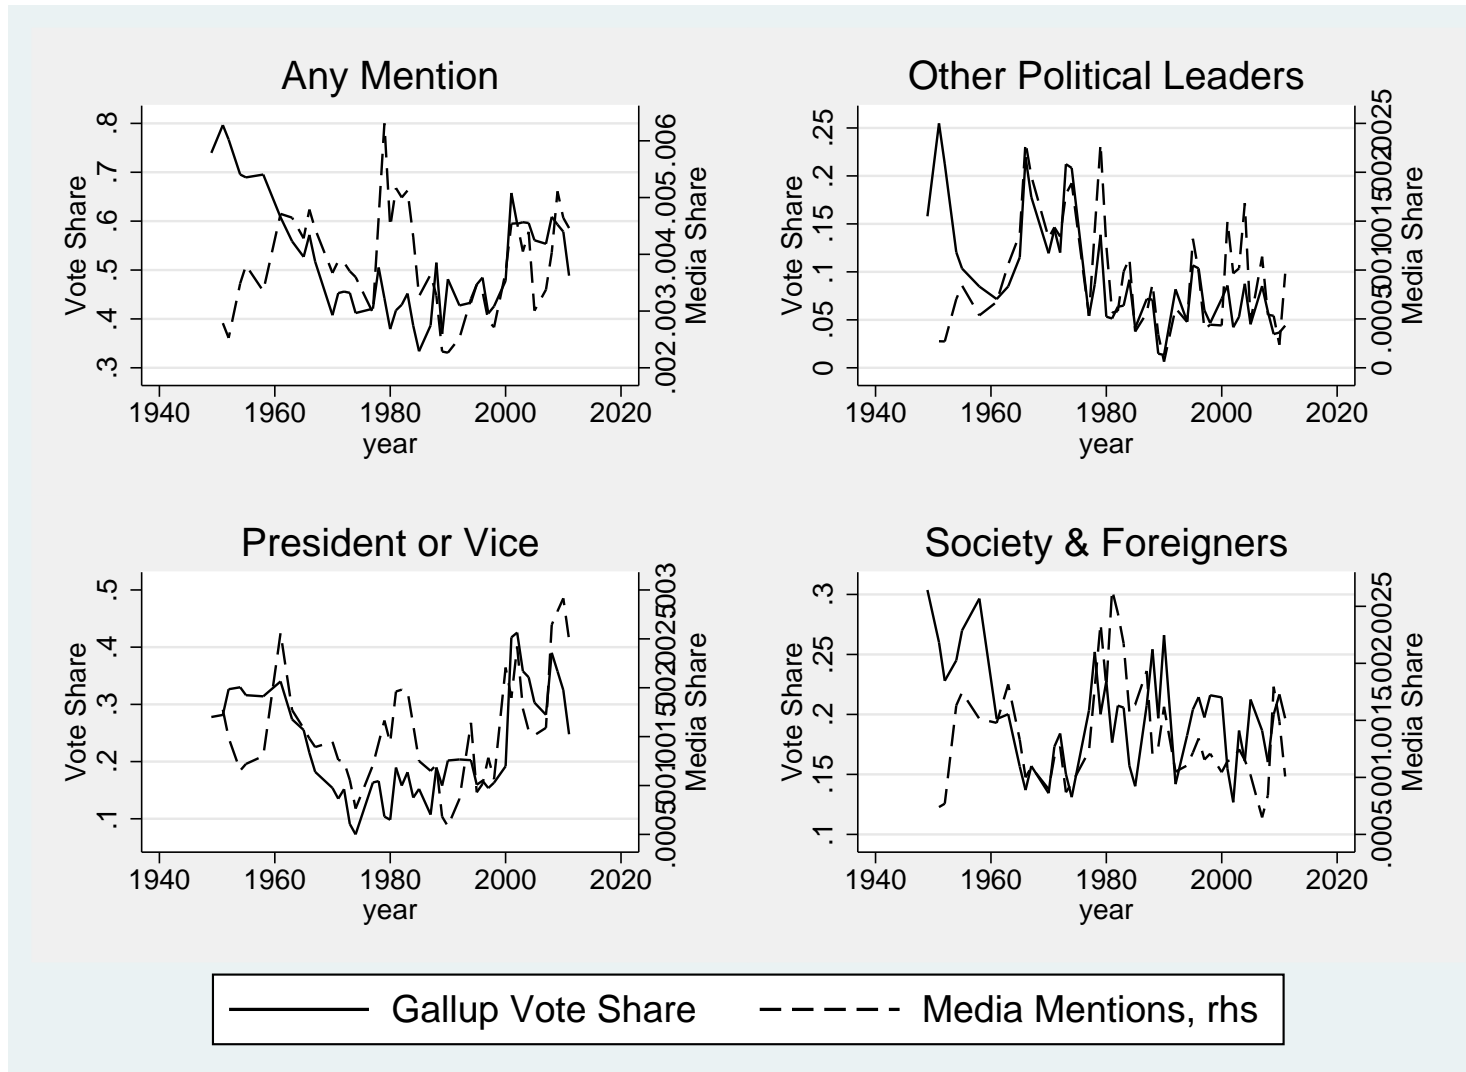 Any Mention
Vote Share
.3 .4 .5 .6 .7 .8
.002 .003 .004 .005 .006
Media Share
1940 1960 1980 2000 2020
year
Other Political Leaders
Vote Share
0 .05 .1 .15 .2 .25
0 .0005 .001 .0015 .002 .0025
Media Share
1940 1960 1980 2000 2020
year
President or Vice
Vote Share
.1 .2 .3 .4 .5
.0005 .001 .0015 .002 .0025 .003
Media Share
1940 1960 1980 2000 2020
year
Society & Foreigners
Vote Share
.1 .15 .2 .25 .3
.0005 .001 .0015 .002 .0025
Media Share
1940 1960 1980 2000 2020
year
Gallup Vote Share
Media Mentions, rhs